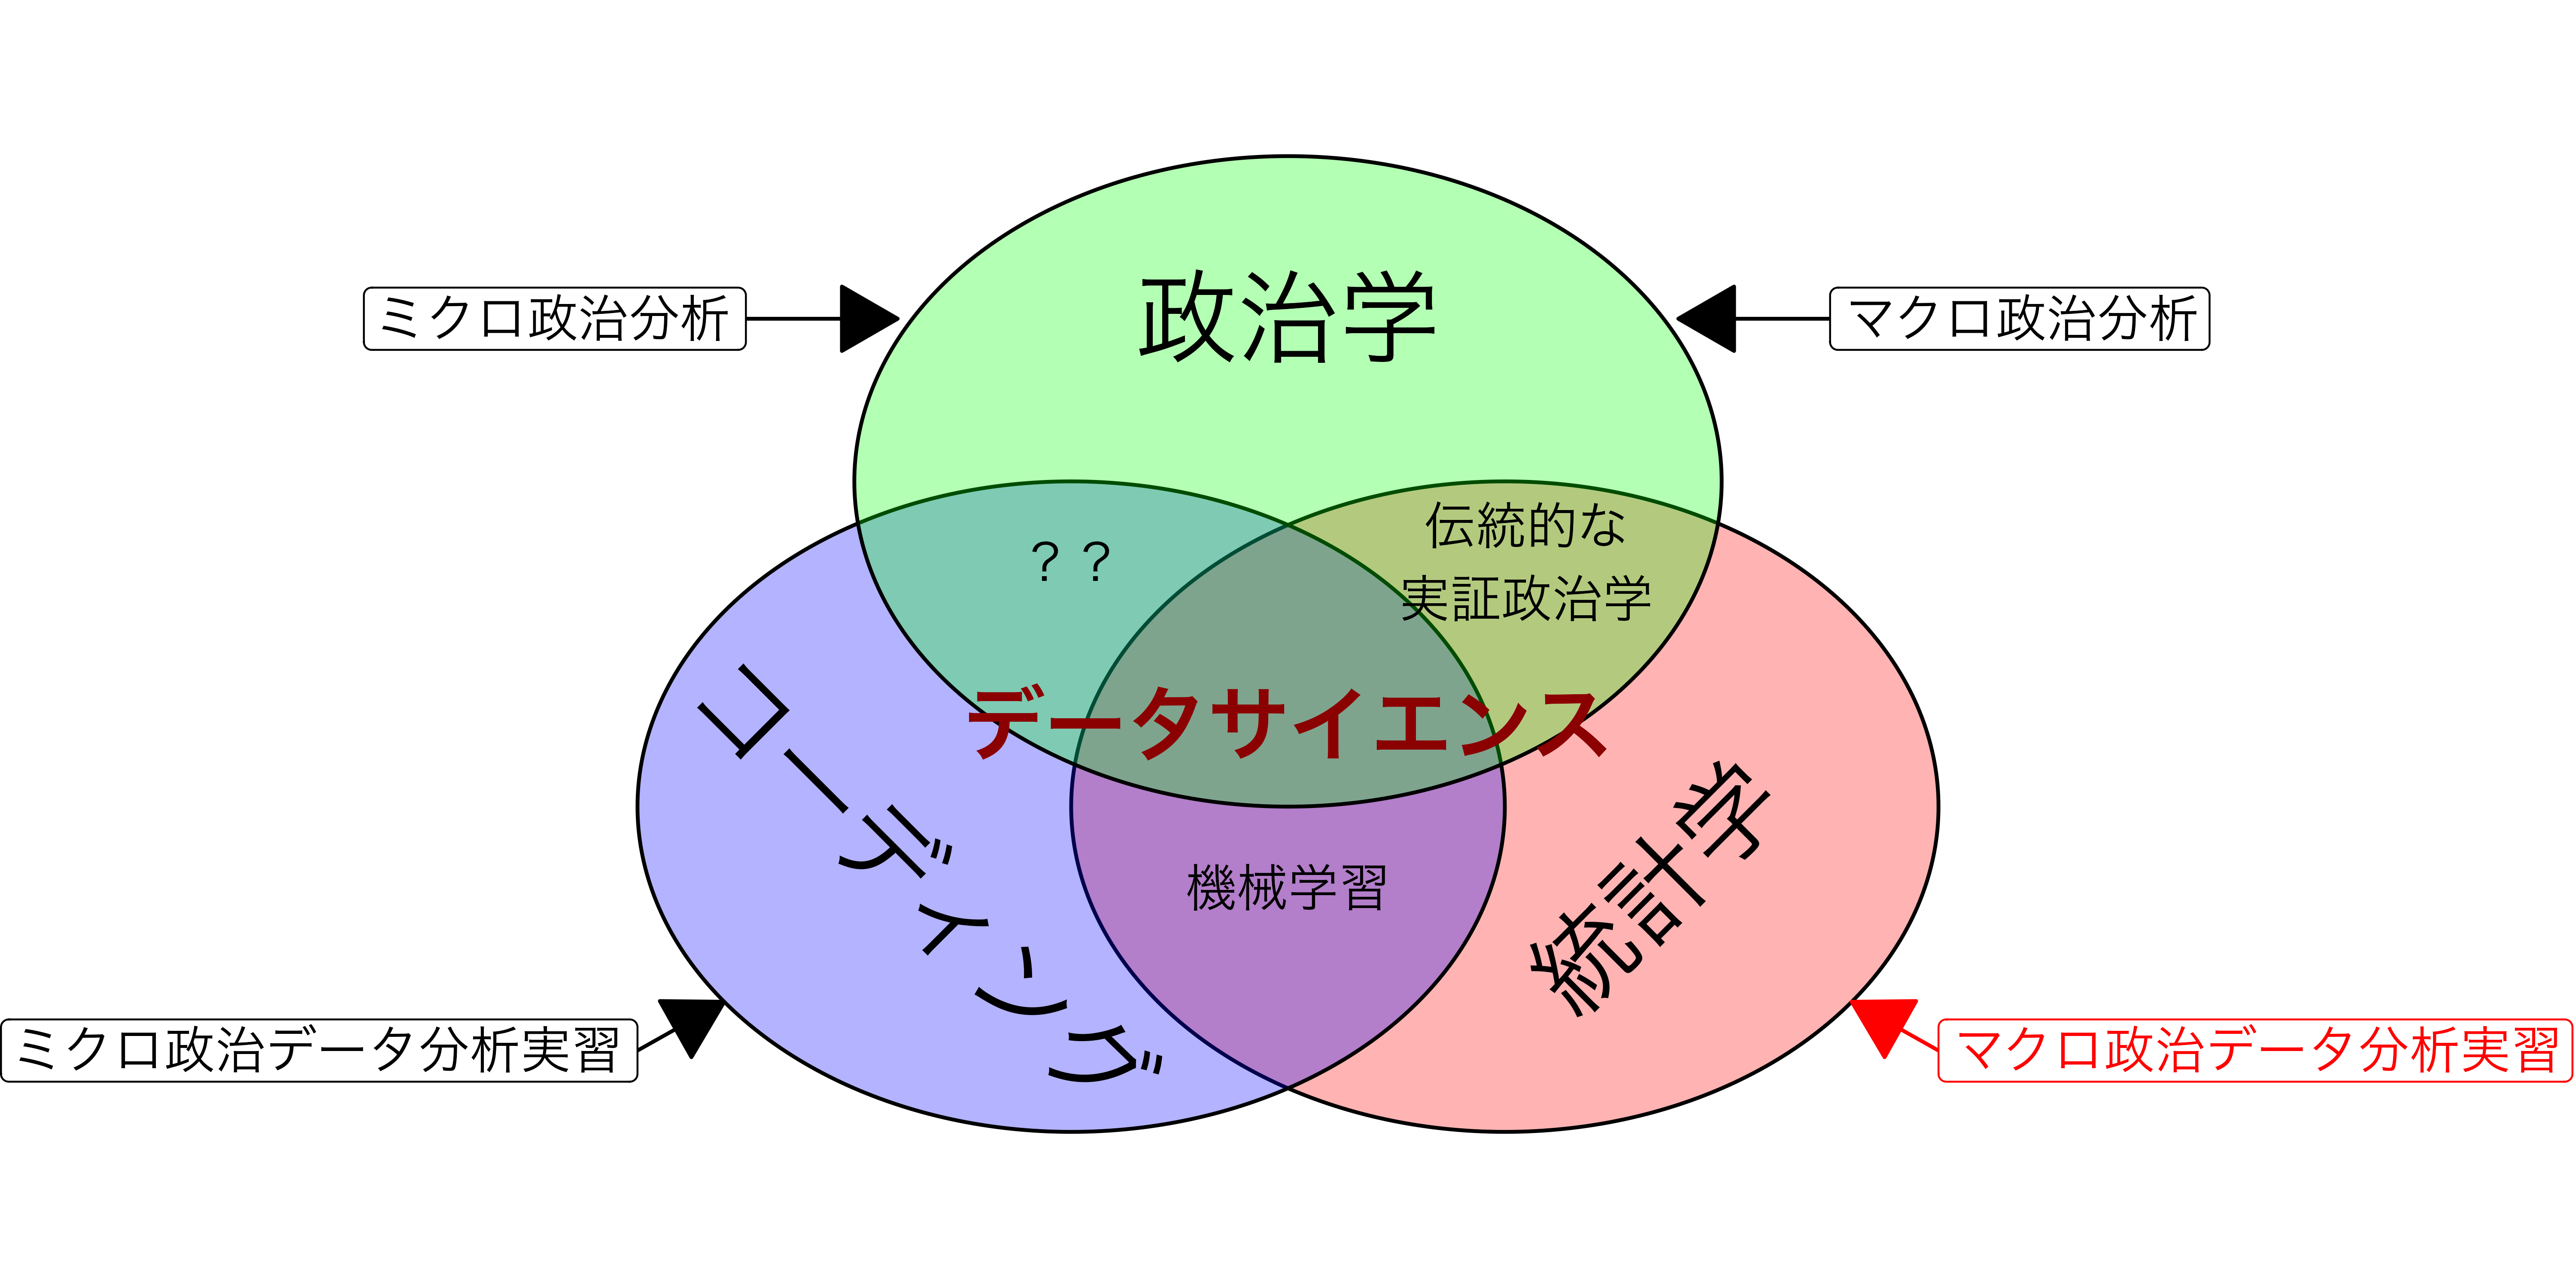 政治学
ミクロ政治分析
マクロ政治分析
？？
伝統的な
実証政治学
データサイエンス
コーディング
統計学
機械学習
ミクロ政治データ分析実習
マクロ政治データ分析実習